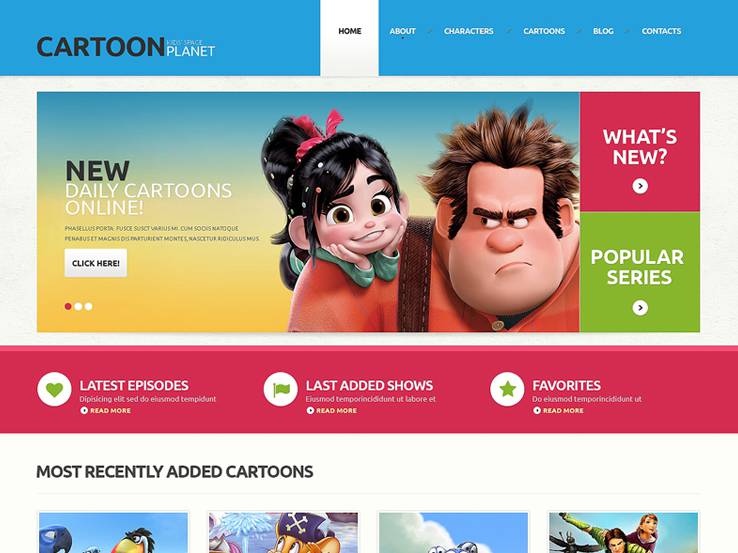 CARTOON KIDS' SPACE PLANET
HOME
ABOUT
CHARACTERS
CARTOONS
BLOG
CONTACTS
NEW
DAILY CARTOONS
ONLINE!
PHASELLUS PORTA. FUSCE SUSCT VARIUS MI. CUM SOCIIS NATOQUE
PENABUS ET MAGNIS DIS PARTURIENT MONTES, NASCETUR RIDICULUS MUS.
CLICK HERE!
WHAT'S
NEW?
POPULAR
SERIES
LATEST EPISODES
Dipisicing elit sed do eiusmod tempidunt
READ MORE
LAST ADDED SHOWS
Eiusmod temporincididunt ut labore et
READ MORE
FAVORITES
Do eiusmod temporincididunt ut
READ MORE
MOST RECENTLY ADDED CARTOONS